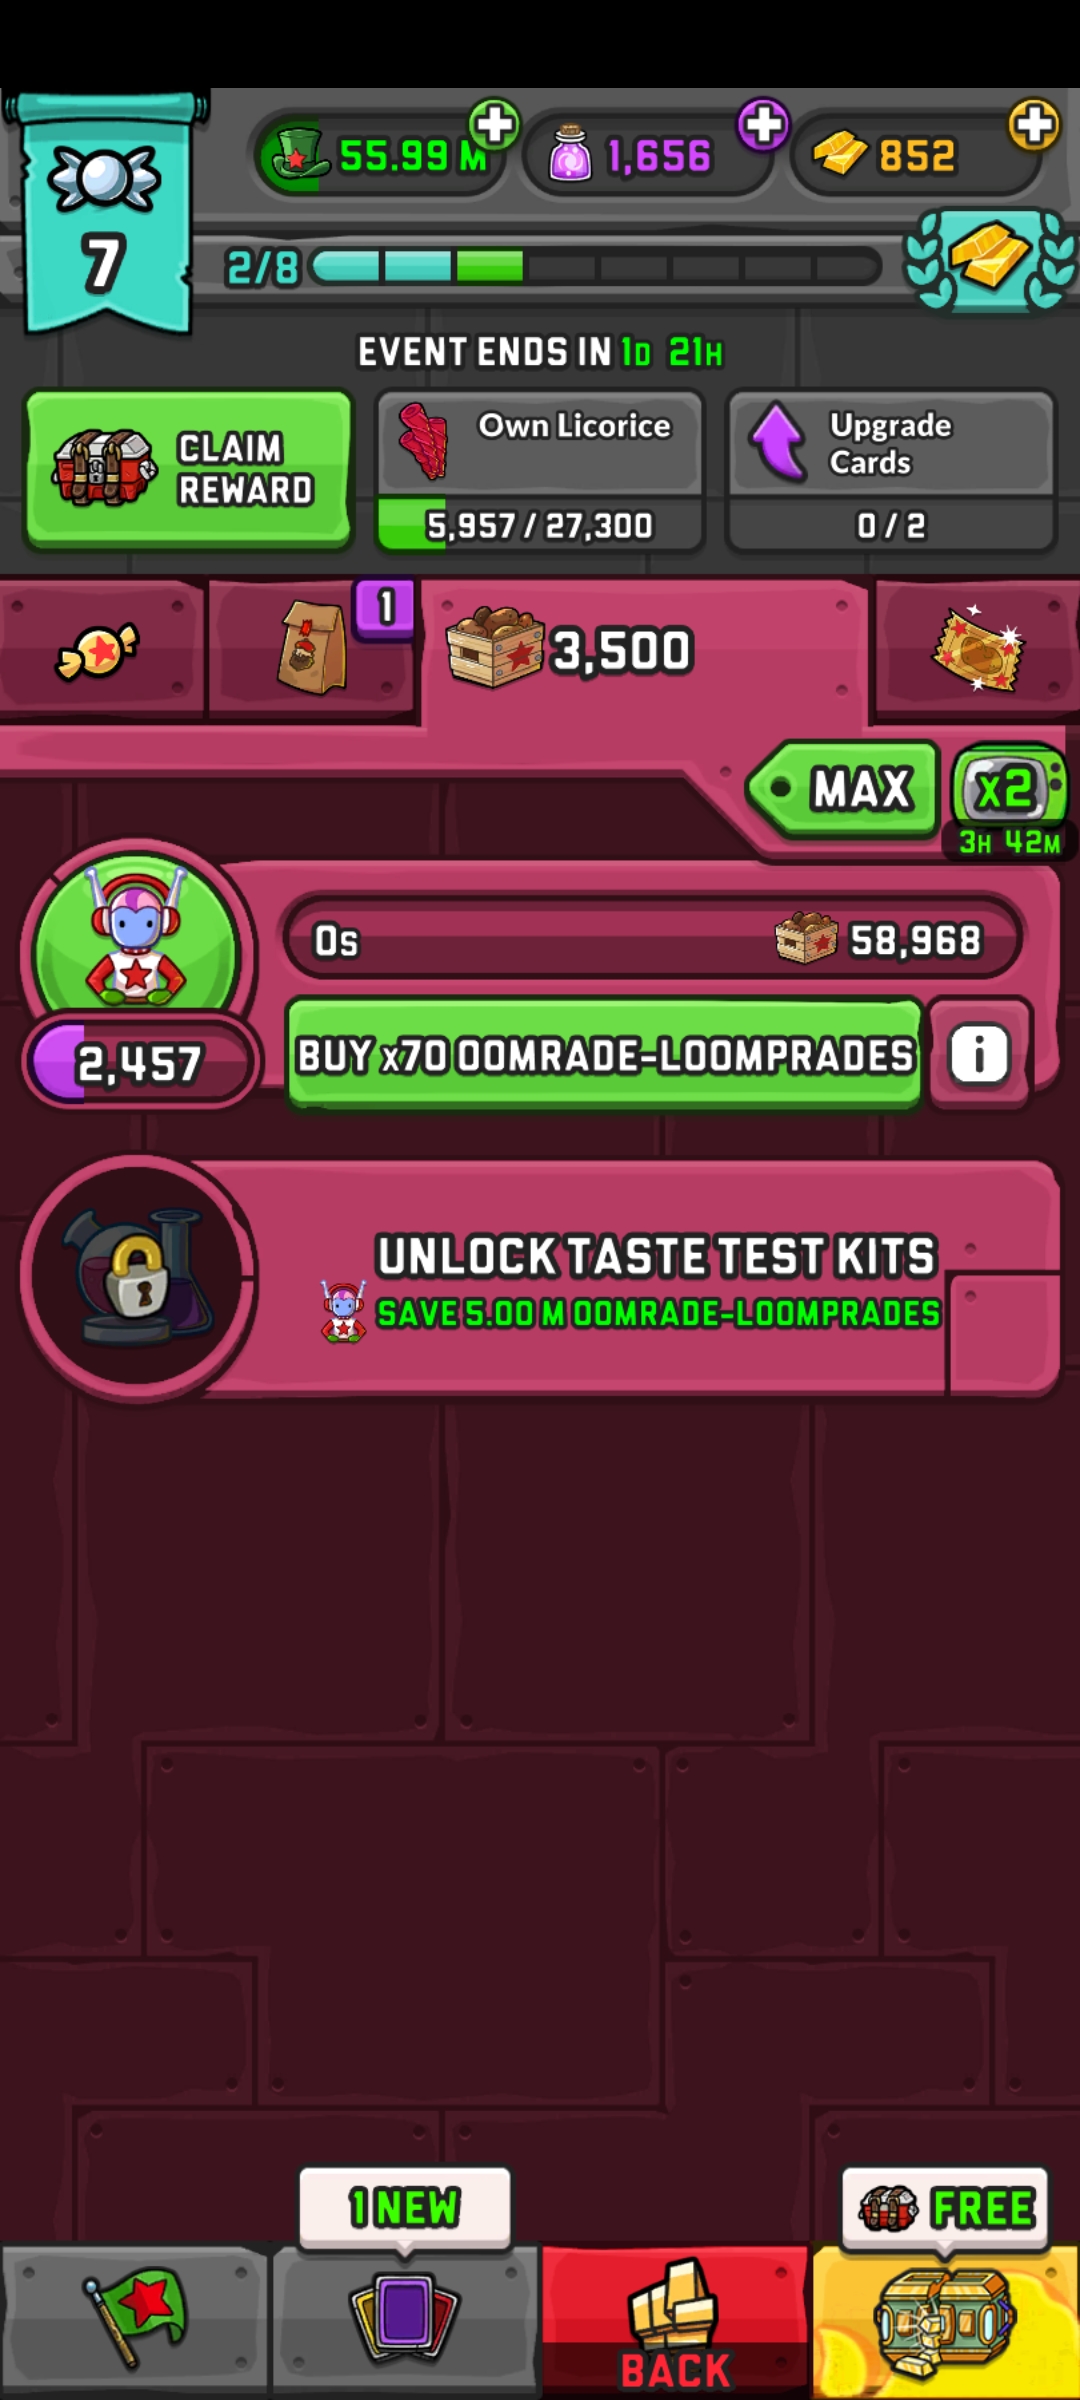 55.99 M
1,656
852
7
2/8
EVENT ENDS IN 1D 21H
CLAIM
REWARD
Own Licorice
5,957 / 27,300
Upgrade
Cards
0 / 2
1
3,500
MAX
x2
3H 42M
0s
58,968
2,457
BUY x70 OOMRADE-LOOMPRADES
i
UNLOCK TASTE TEST KITS
SAVE 5.00 M OOMRADE-LOOMPRADES
1 NEW
FREE
BACK